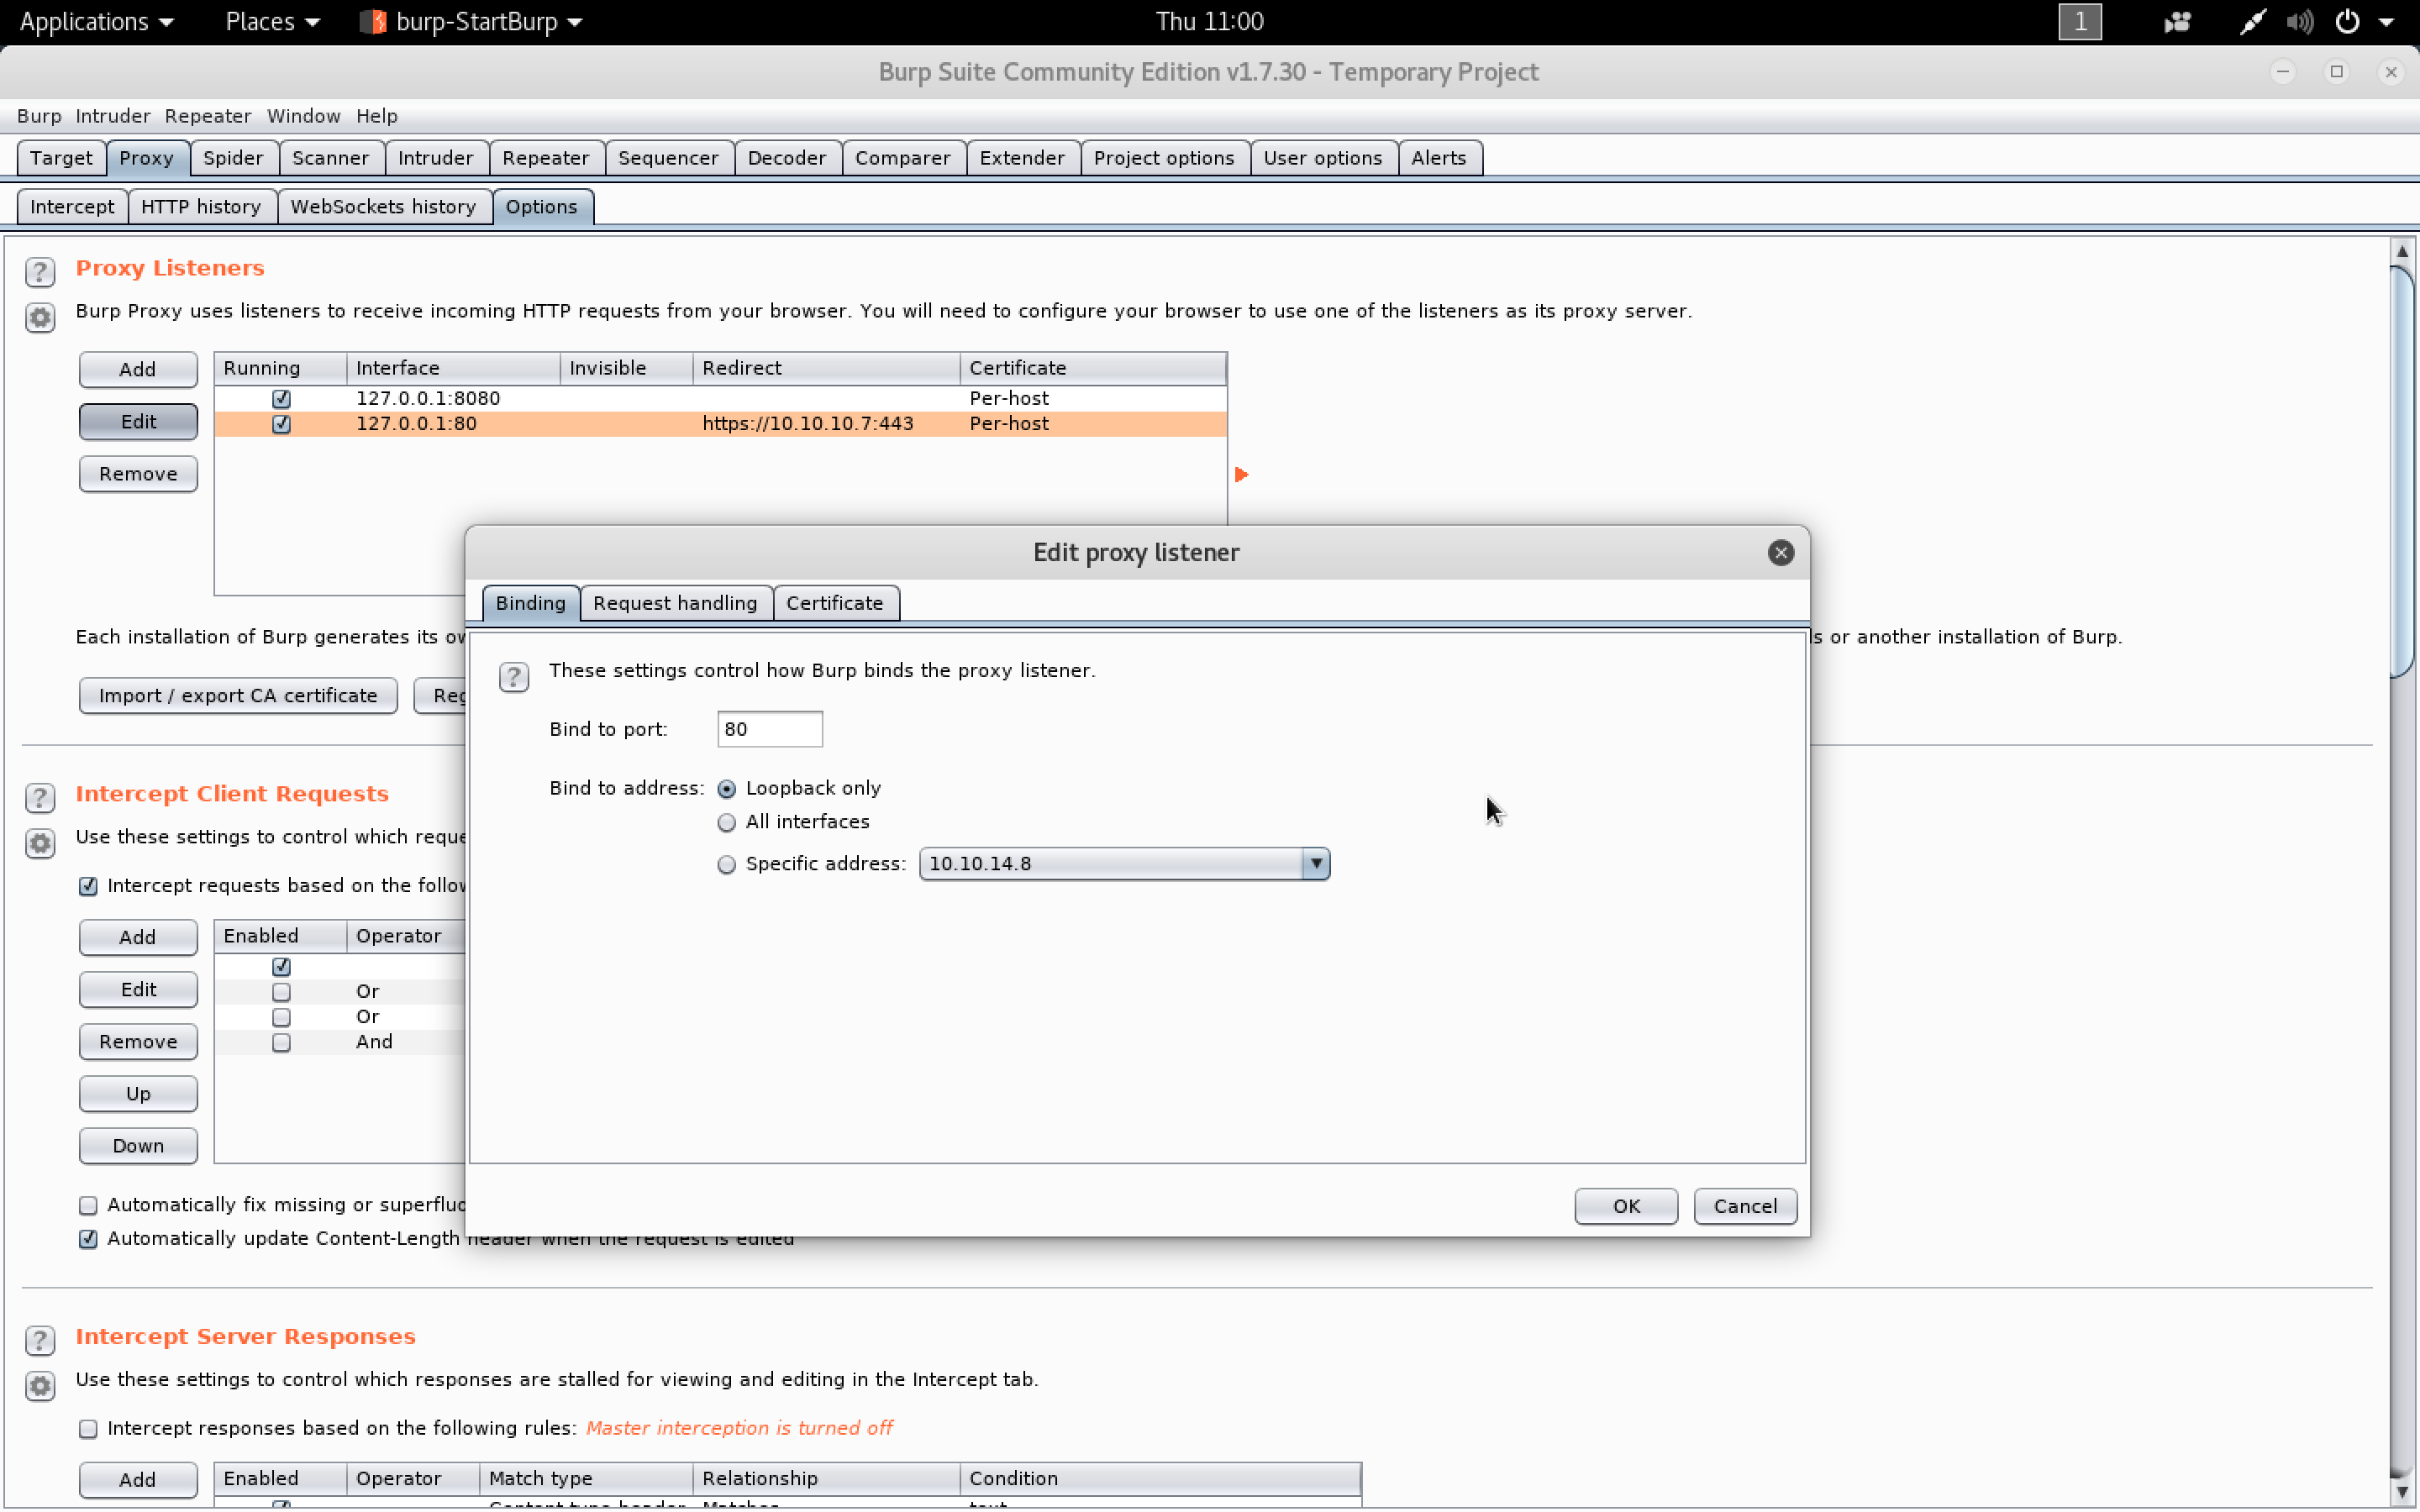 Applications Places burp-StartBurp Thu 11:00 1
Burp Suite Community Edition v1.7.30 - Temporary Project
Burp Intruder Repeater Window Help
Target Proxy Spider Scanner Intruder Repeater Sequencer Decoder Comparer Extender Project options User options Alerts
Intercept HTTP history WebSockets history Options
? Proxy Listeners
Burp Proxy uses listeners to receive incoming HTTP requests from your browser. You will need to configure your browser to use one of the listeners as its proxy server.
Add Running Interface Invisible Redirect Certificate
127.0.0.1:8080 Per-host
Edit 127.0.0.1:80 https://10.10.10.7:443 Per-host
Remove
Edit proxy listener
Binding Request handling Certificate
Each installation of Burp generates its or another installation of Burp.
? These settings control how Burp binds the proxy listener.
Import / export CA certificate
Bind to port: 80
Bind to address: Loopback only
All interfaces
Specific address: 10.10.14.8
OK Cancel
? Intercept Client Requests
Use these settings to control which
Intercept requests based on the
Add Enabled Operator
Edit Or
Or
Remove And
Up
Down
Automatically fix missing or
Automatically update Content-Length header when the request is edited
? Intercept Server Responses
Use these settings to control which responses are stalled for viewing and editing in the Intercept tab.
Intercept responses based on the following rules: Master interception is turned off
Add Enabled Operator Match type Relationship Condition